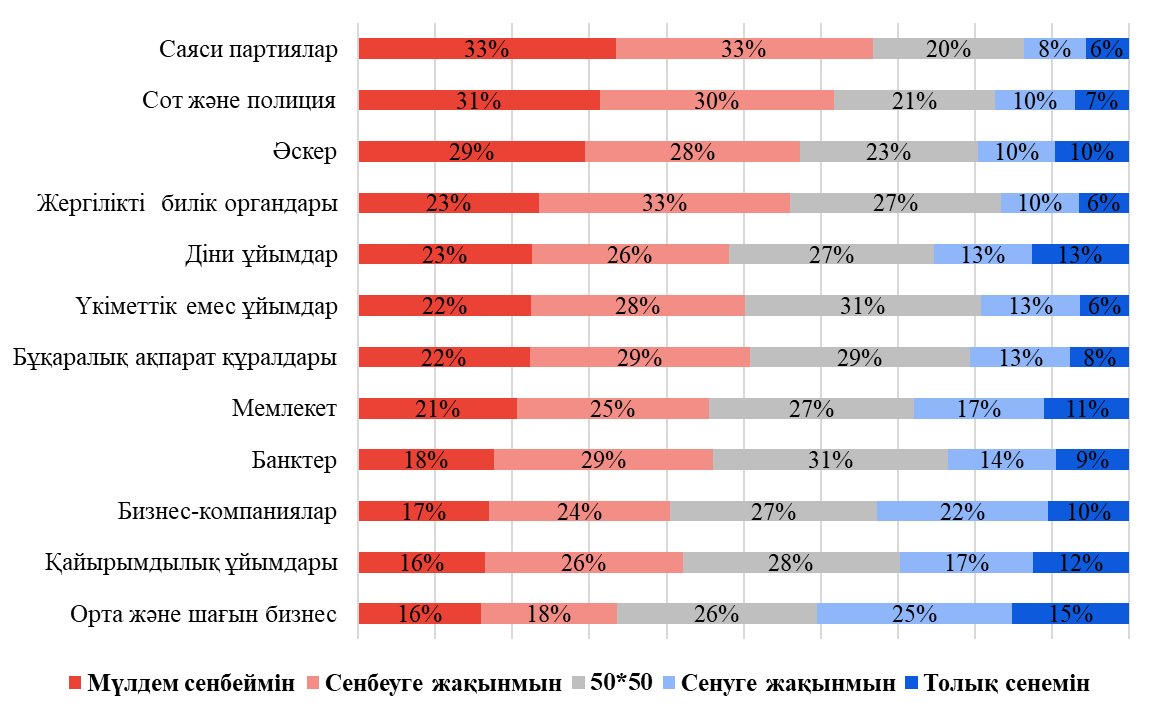 Саяси партиялар 33% 33% 20% 8% 6%
Сот және полиция 31% 30% 21% 10% 7%
Әскер 29% 28% 23% 10% 10%
Жергілікті билік органдары 23% 33% 27% 10% 6%
Діни ұйымдар 23% 26% 27% 13% 13%
Үкіметтік емес ұйымдар 22% 28% 31% 13% 6%
Бұқаралық ақпарат құралдары 22% 29% 29% 13% 8%
Мемлекет 21% 25% 27% 17% 11%
Банктер 18% 29% 31% 14% 9%
Бизнес-компаниялар 17% 24% 27% 22% 10%
Қайырымдылық ұйымдары 16% 26% 28% 17% 12%
Орта және шағын бизнес 16% 18% 26% 25% 15%
Мүлдем сенбеймін Сенбеуге жақынмын 50*50 Сенуге жақынмын Толық сенемін